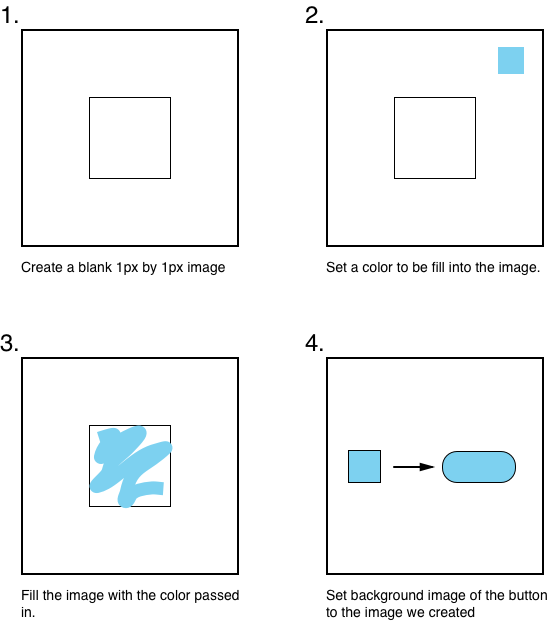 1.
2.
Create a blank 1px by 1px image
Set a color to be fill into the image.
3.
4.
Fill the image with the color passed
in.
Set background image of the button
to the image we created